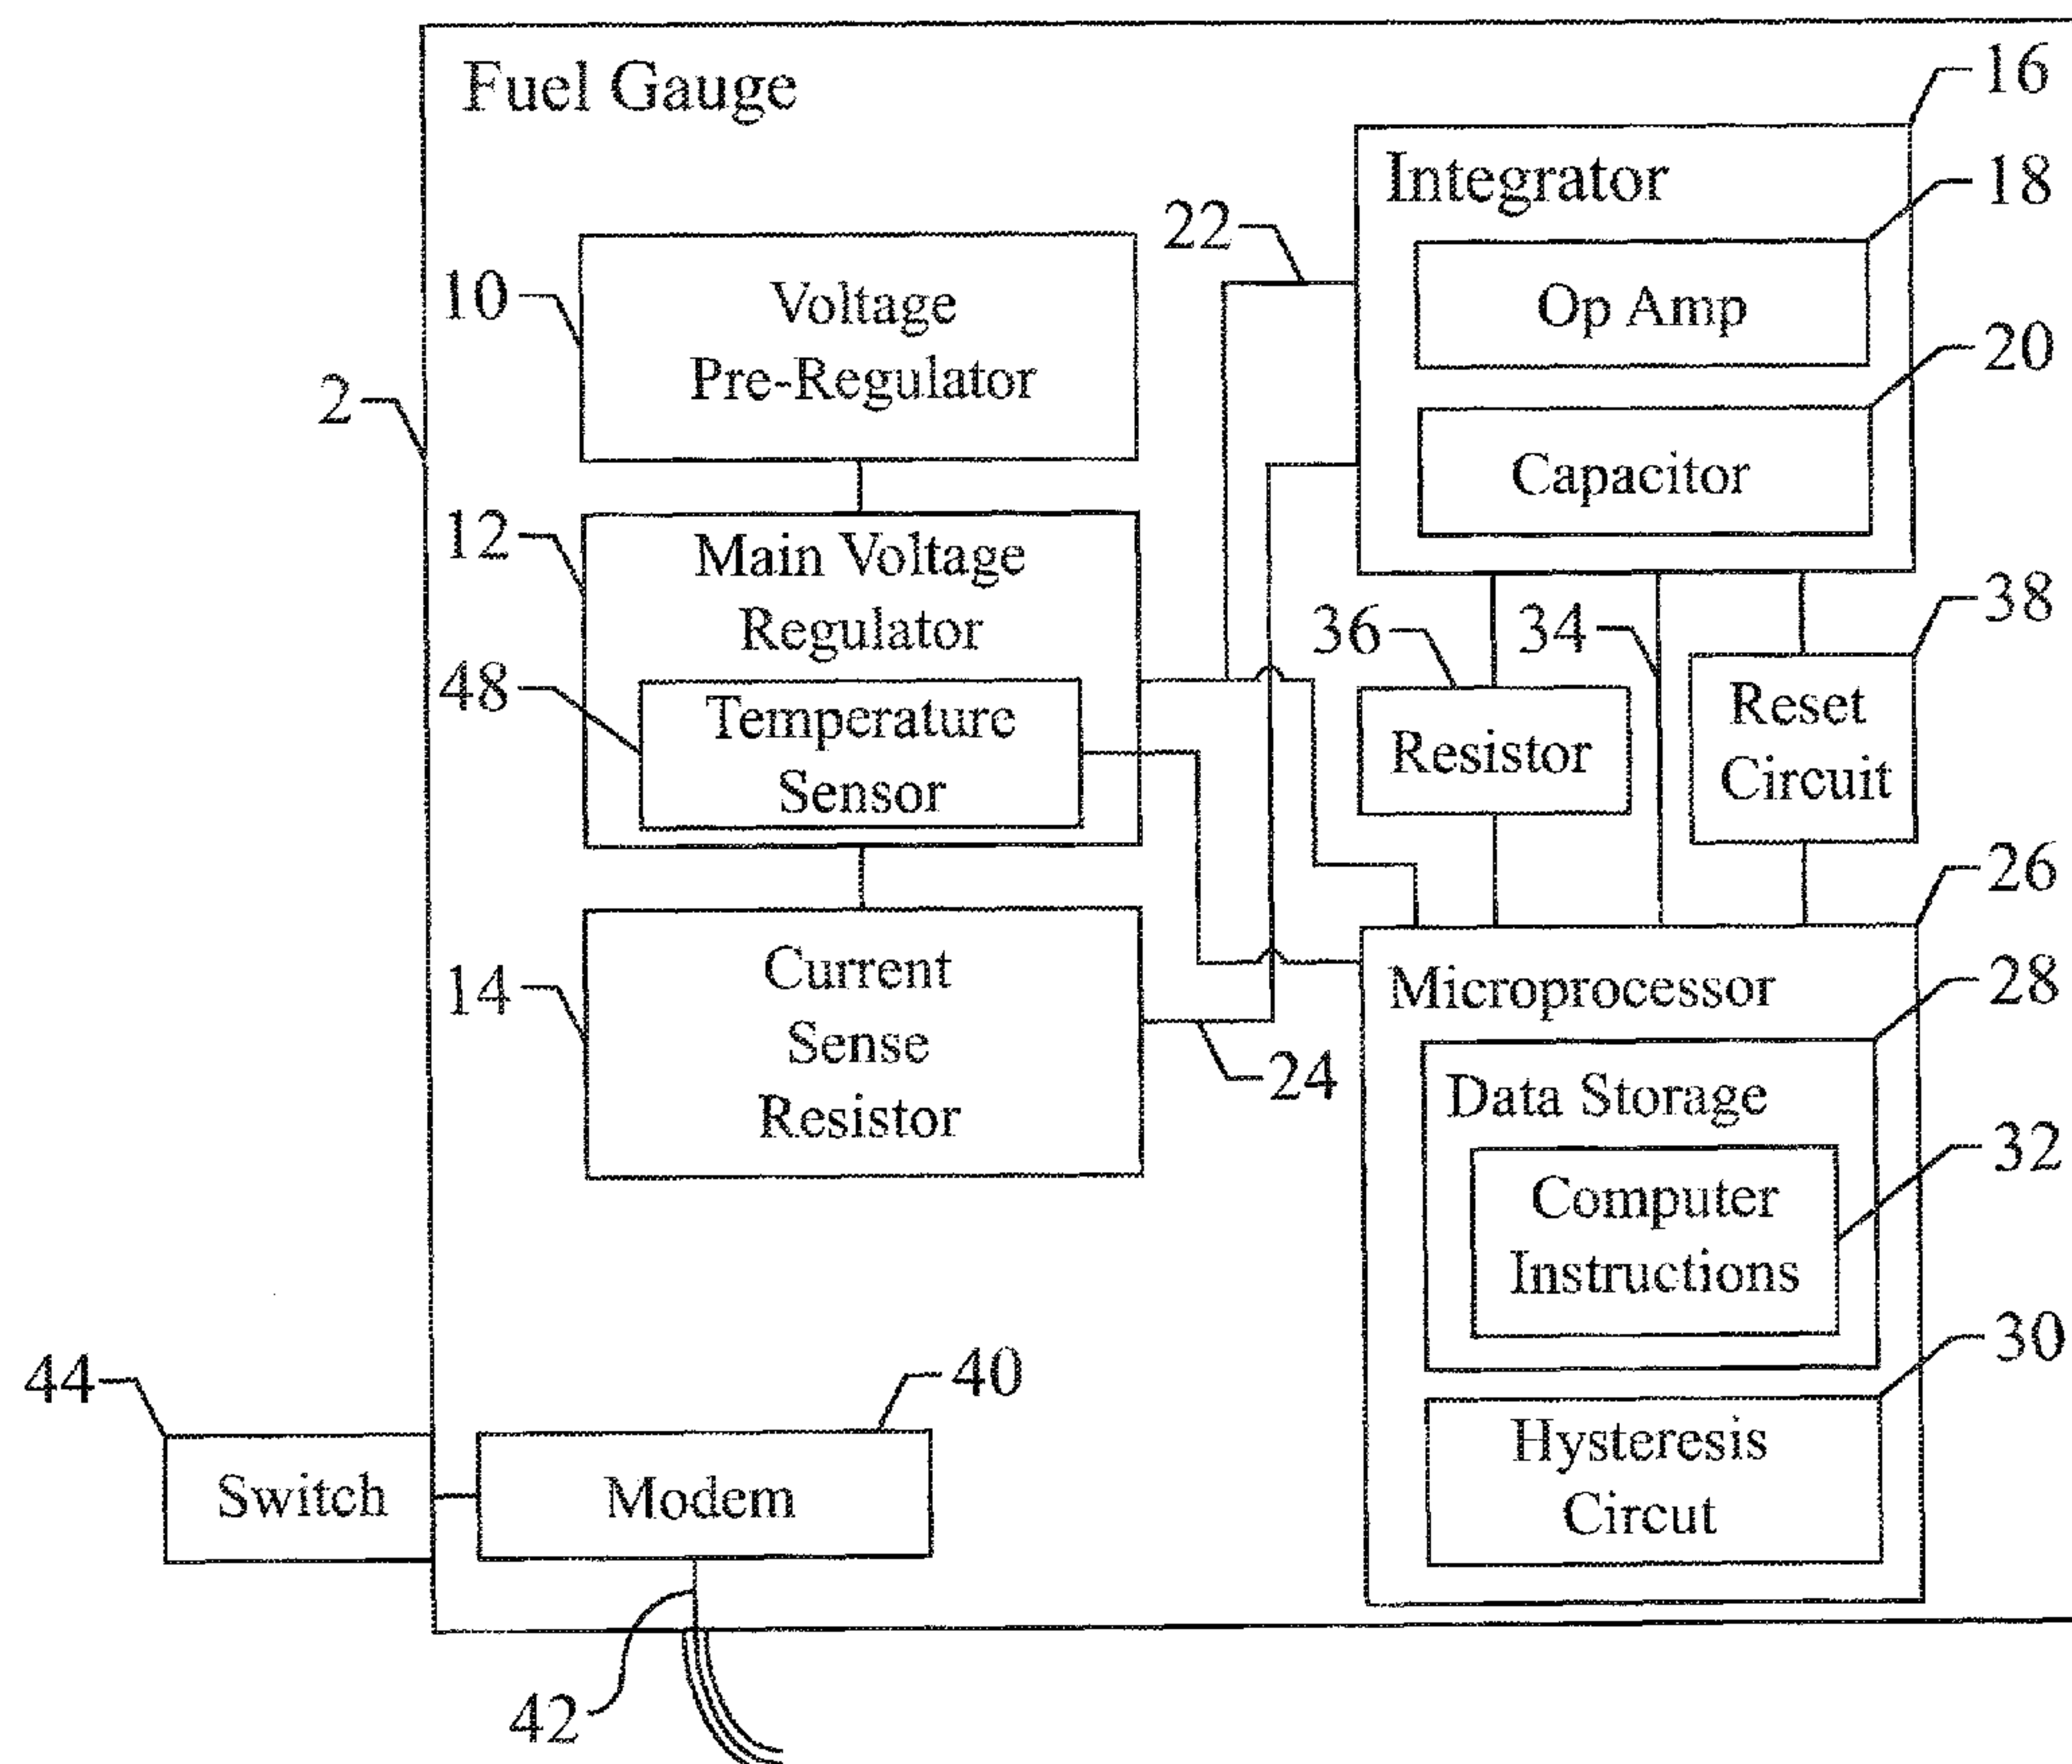 Fuel Gauge
16
Integrator
18
22
Op Amp
10
Voltage
Pre-Regulator
20
2
Capacitor
12
Main Voltage
Regulator
36
34
38
48
Temperature
Sensor
Resistor
Reset
Circuit
26
14
Current
Sense
Resistor
24
Microprocessor
28
Data Storage
32
Computer
Instructions
30
44
40
Hysteresis
Circut
Switch
Modem
42